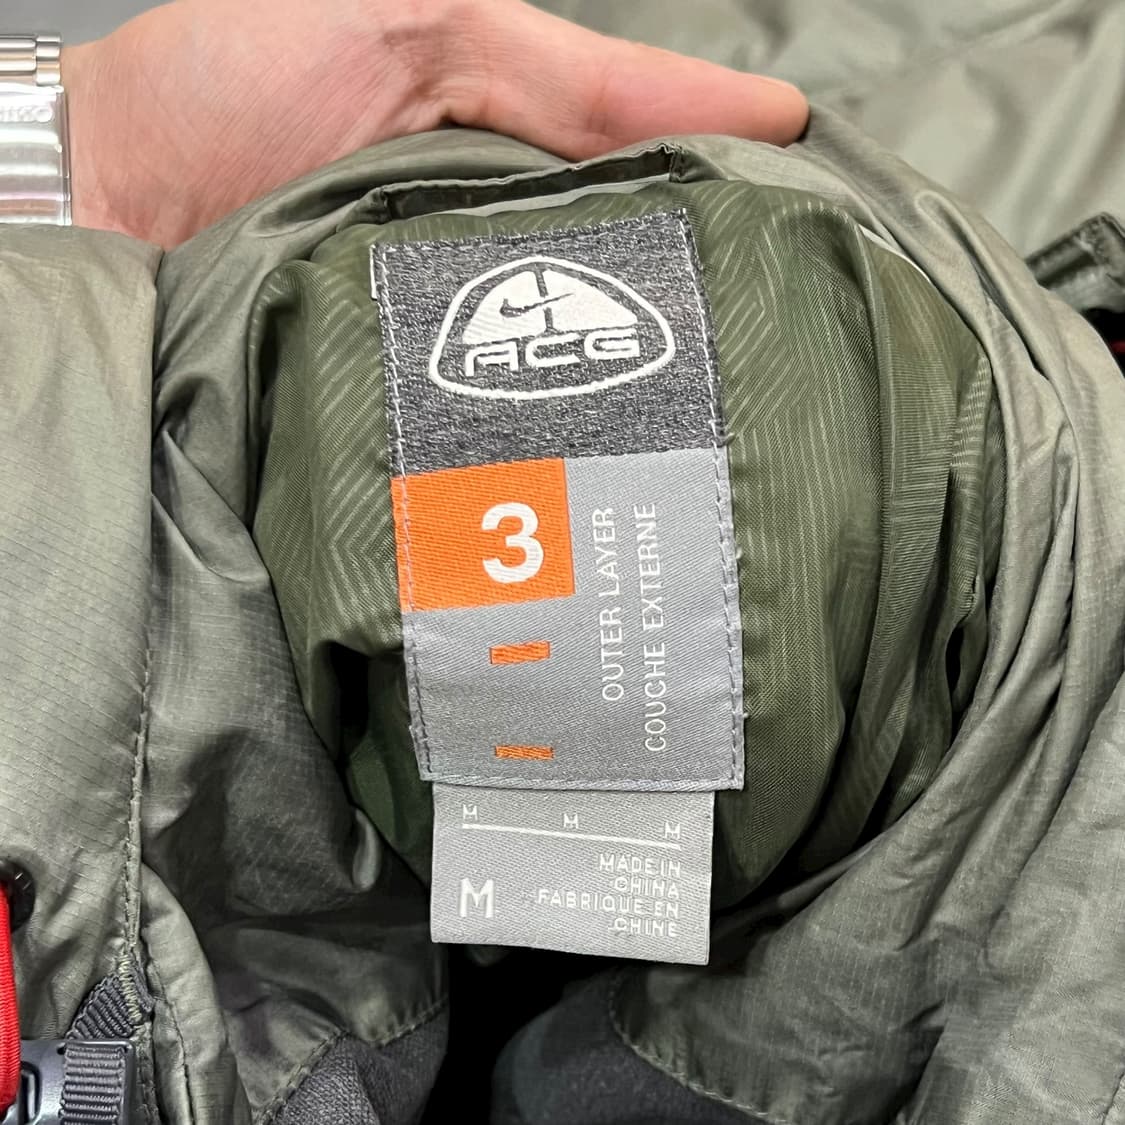 ACG
3
OUTER LAYER
COUCHE EXTERNE
M M M
M
MADE IN
CHINA
FABRIQUE EN
CHINE